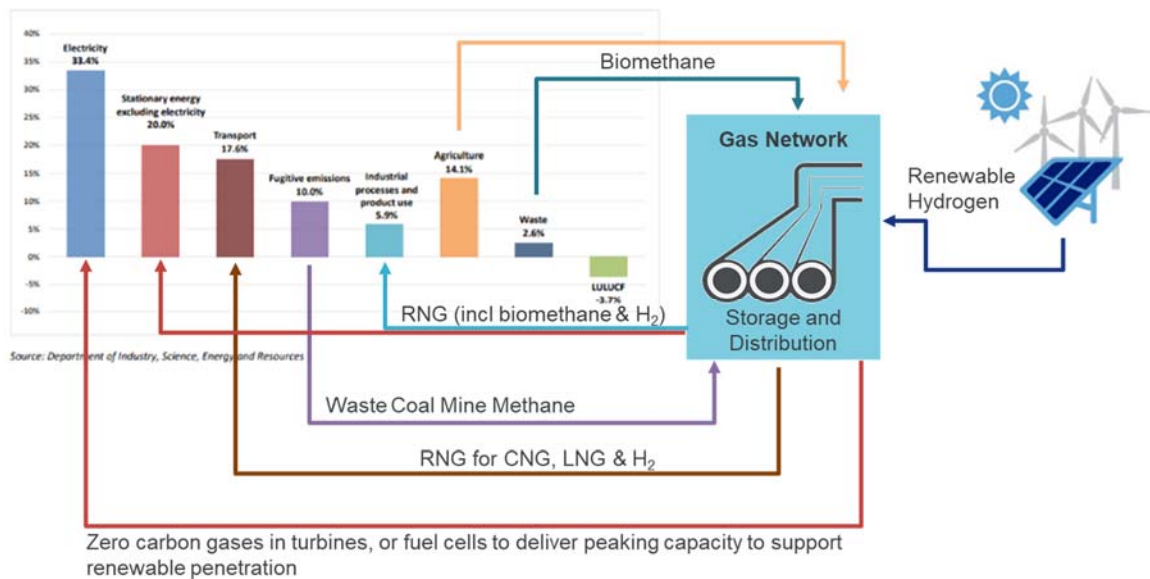 40%
35%
30%
25%
20%
15%
10%
5%
0%
-5%
-10%
Electricity
33.4%
Stationary energy
excluding electricity
20.0%
Transport
17.6%
Fugitive emissions
10.0%
Industrial
processes and
product use
5.9%
Agriculture
14.1%
Waste
2.6%
LULUCF
-3.7%
Source: Department of Industry, Science, Energy and Resources
Biomethane
Gas Network
Storage and
Distribution
Renewable
Hydrogen
RNG (incl biomethane & H₂)
Waste Coal Mine Methane
RNG for CNG, LNG & H₂
Zero carbon gases in turbines, or fuel cells to deliver peaking capacity to support
renewable penetration